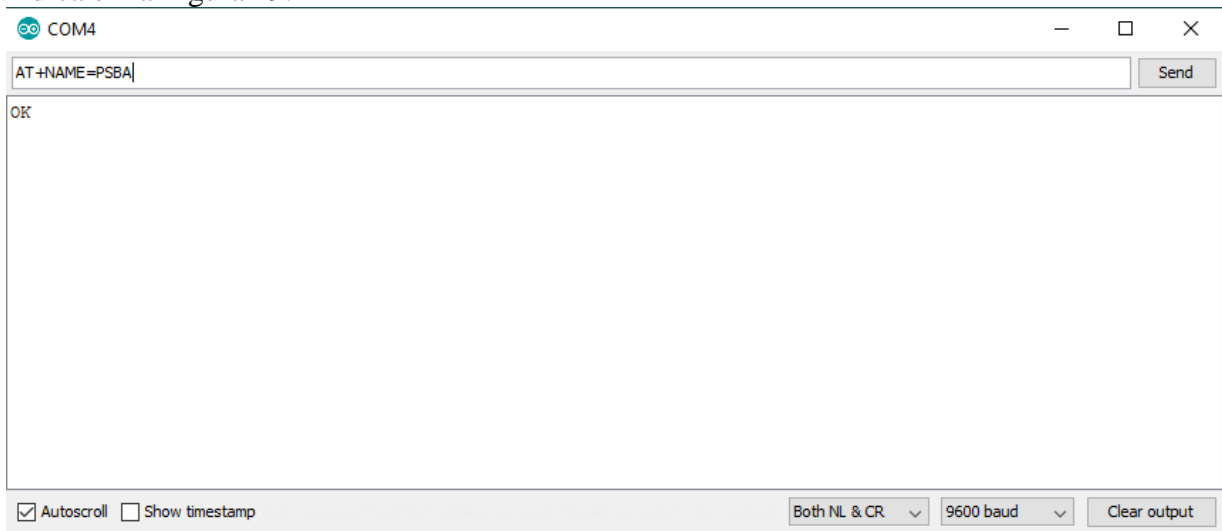 COM4
AT+NAME=PSBA
Send
OK
Autoscroll Show timestamp Both NL & CR 9600 baud Clear output